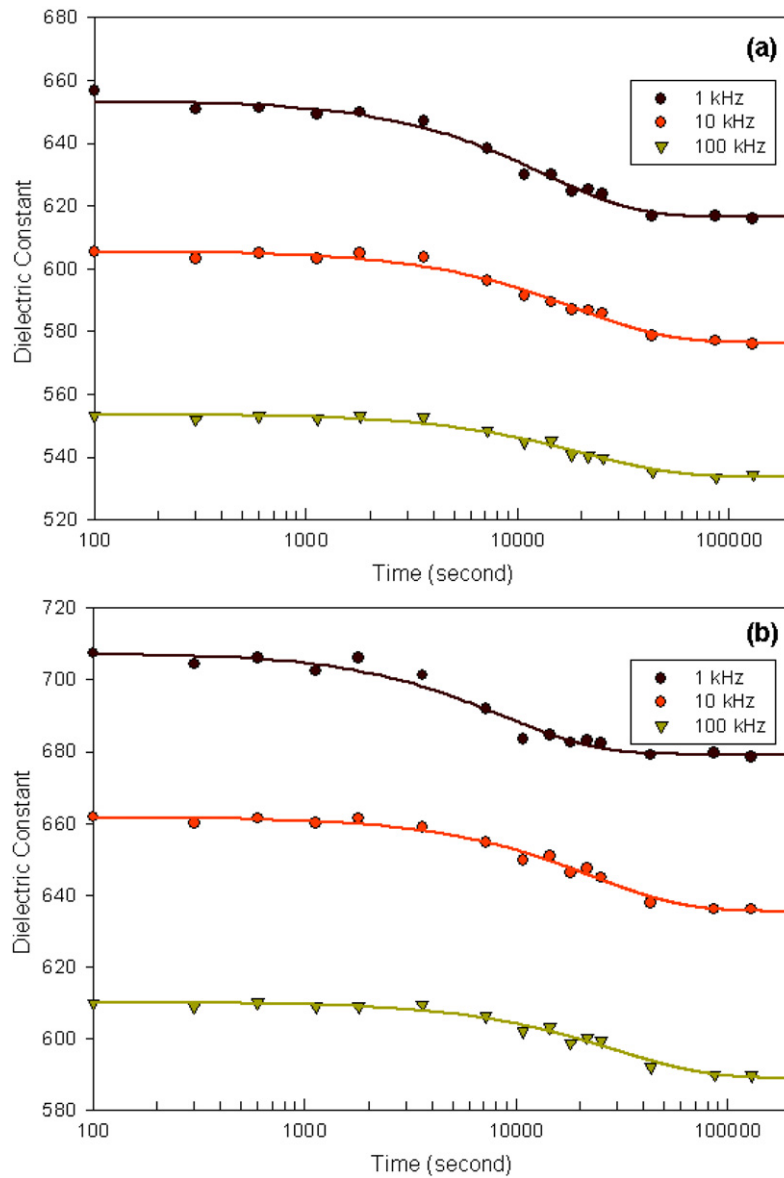 680
(a)
660
1 kHz
10 kHz
100 kHz
640
620
600
580
560
540
520
Dielectric Constant
100 1000 10000 100000
Time (second)
720
(b)
700
1 kHz
10 kHz
100 kHz
680
660
640
620
600
580
Dielectric Constant
100 1000 10000 100000
Time (second)